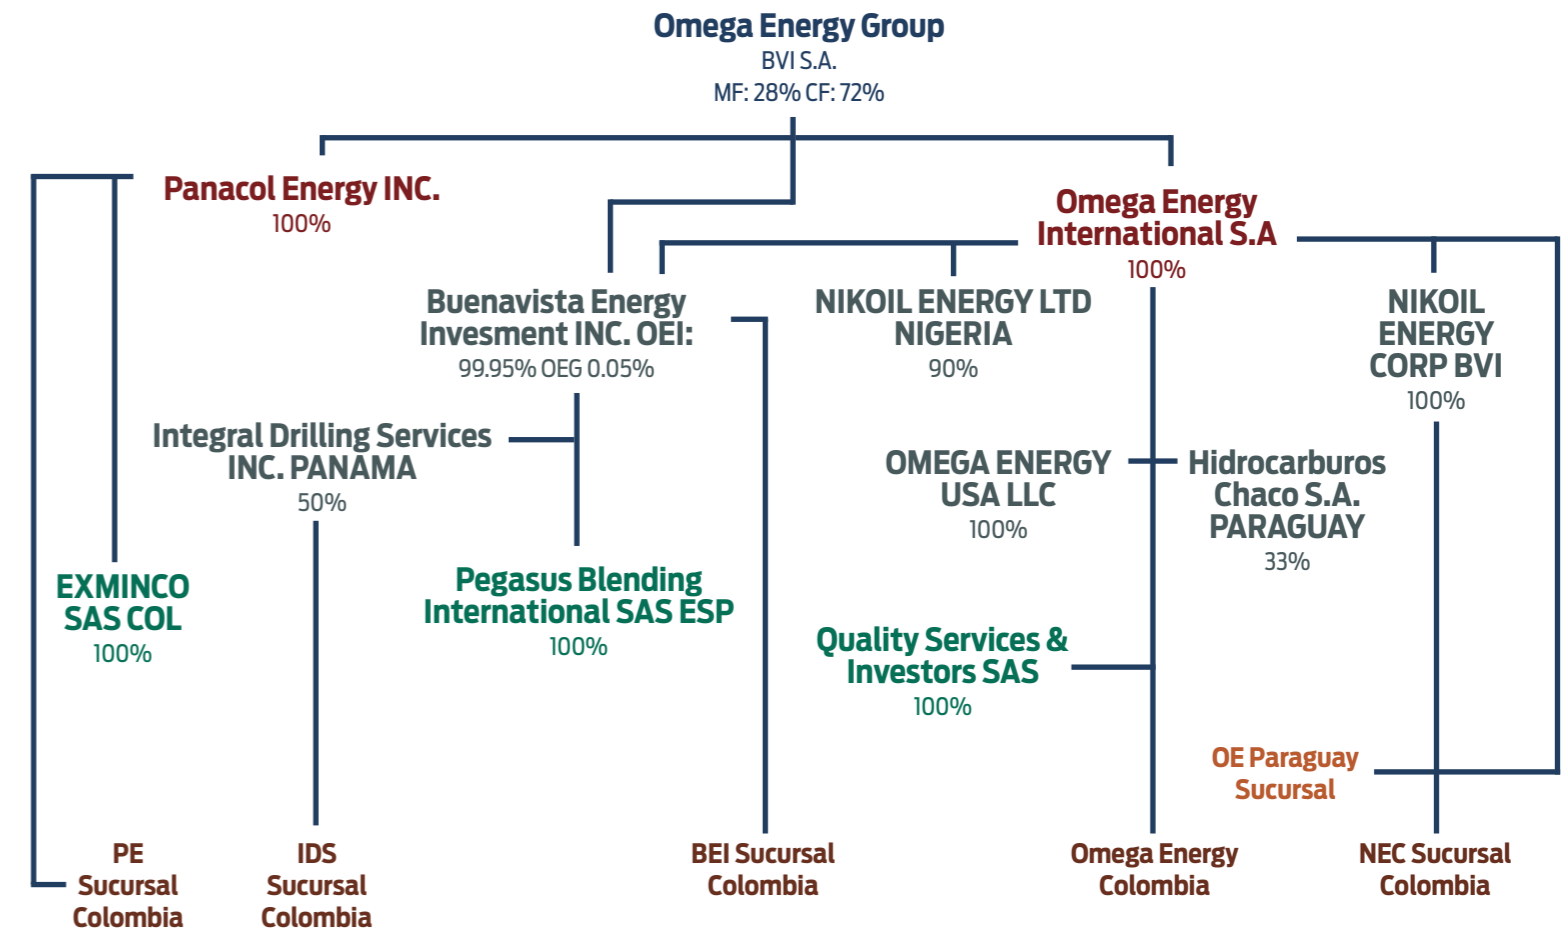 Omega Energy Group
BVI S.A.
MF: 28% CF: 72%
Panacol Energy INC.
100%
Omega Energy
International S.A
100%
Buenavista Energy
Invesment INC. OEI:
99.95% OEG 0.05%
NIKOIL ENERGY LTD
NIGERIA
90%
NIKOIL
ENERGY
CORP BVI
100%
Integral Drilling Services
INC. PANAMA
50%
OMEGA ENERGY
USA LLC
100%
Hidrocarburos
Chaco S.A.
PARAGUAY
33%
EXMINCO
SAS COL
100%
Pegasus Blending
International SAS ESP
100%
Quality Services &
Investors SAS
100%
OE Paraguay
Sucursal
PE
Sucursal
Colombia
IDS
Sucursal
Colombia
BEI Sucursal
Colombia
Omega Energy
Colombia
NEC Sucursal
Colombia